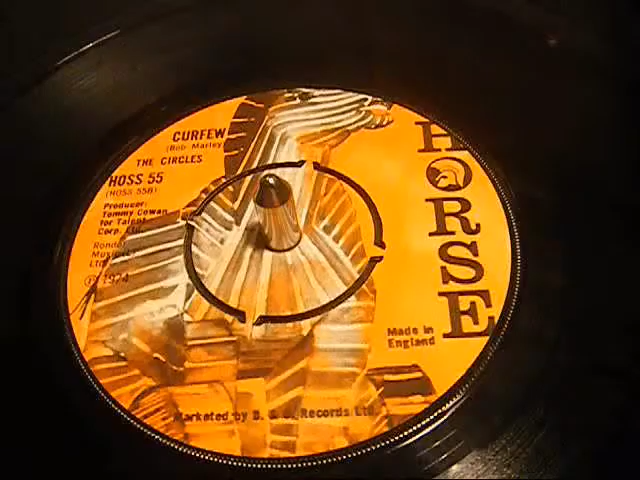 CURFEW
(Bob Marley)
THE CIRCLES
HOSS 55
(HOSS 55B)
Producer:
Tommy Cowan
for Talent
Corp. Ltd.
Rondor
Music
Ltd
℗ 1974
HORSE
Made in
England
Marketed by B. & C. Records Ltd.